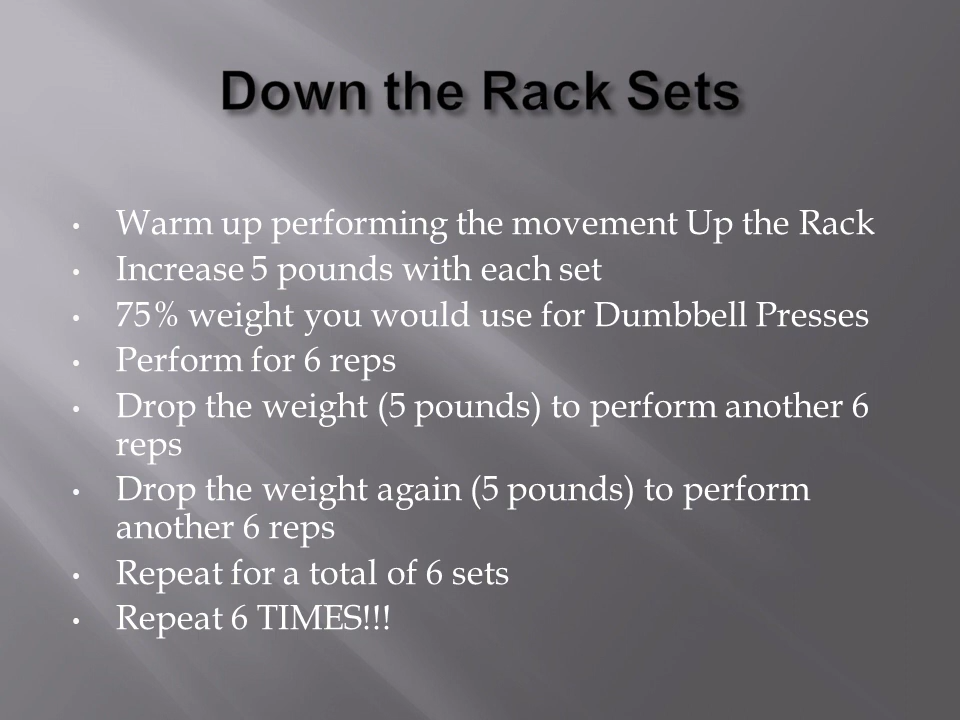 Down the Rack Sets
• Warm up performing the movement Up the Rack
• Increase 5 pounds with each set
• 75% weight you would use for Dumbbell Presses
• Perform for 6 reps
• Drop the weight (5 pounds) to perform another 6
reps
• Drop the weight again (5 pounds) to perform
another 6 reps
• Repeat for a total of 6 sets
• Repeat 6 TIMES!!!